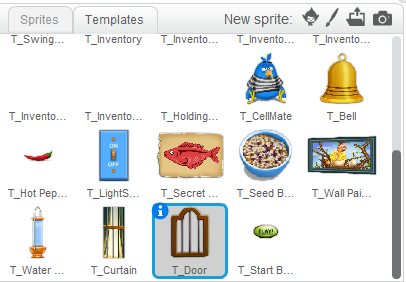 Sprites Templates New sprite:
T_Swing... T_Inventory T_Invento... T_Invento... T_Invento...
T_Invento... T_Invento... T_Holding... T_CellMate T_Bell
ON
OFF
T_Hot Pep... T_LightS... T_Secret ... T_Seed B... T_Wall Pai...
PLAY!
T_Water ... T_Curtain T_Door T_Start B...